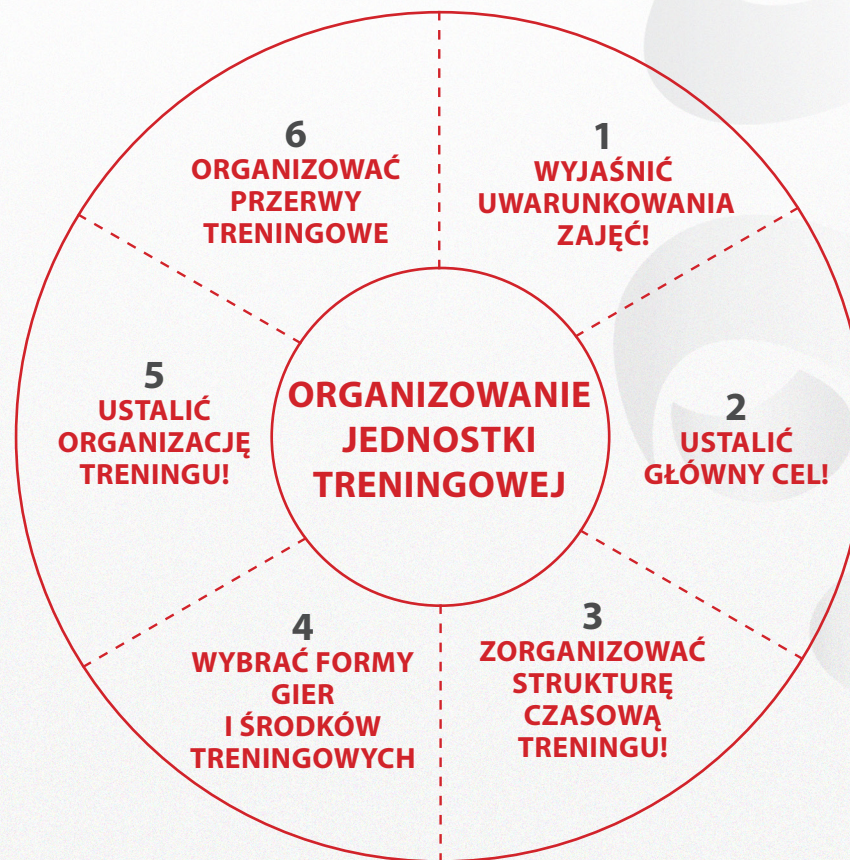 ORGANIZOWANIE
JEDNOSTKI
TRENINGOWEJ
1
WYJAŚNIĆ
UWARUNKOWANIA
ZAJĘĆ!
2
USTALIĆ
GŁÓWNY CEL!
3
ZORGANIZOWAĆ
STRUKTURĘ
CZASOWĄ
TRENINGU!
4
WYBRAĆ FORMY
GIER
I ŚRODKÓW
TRENINGOWYCH
5
USTALIĆ
ORGANIZACJĘ
TRENINGU!
6
ORGANIZOWAĆ
PRZERWY
TRENINGOWE